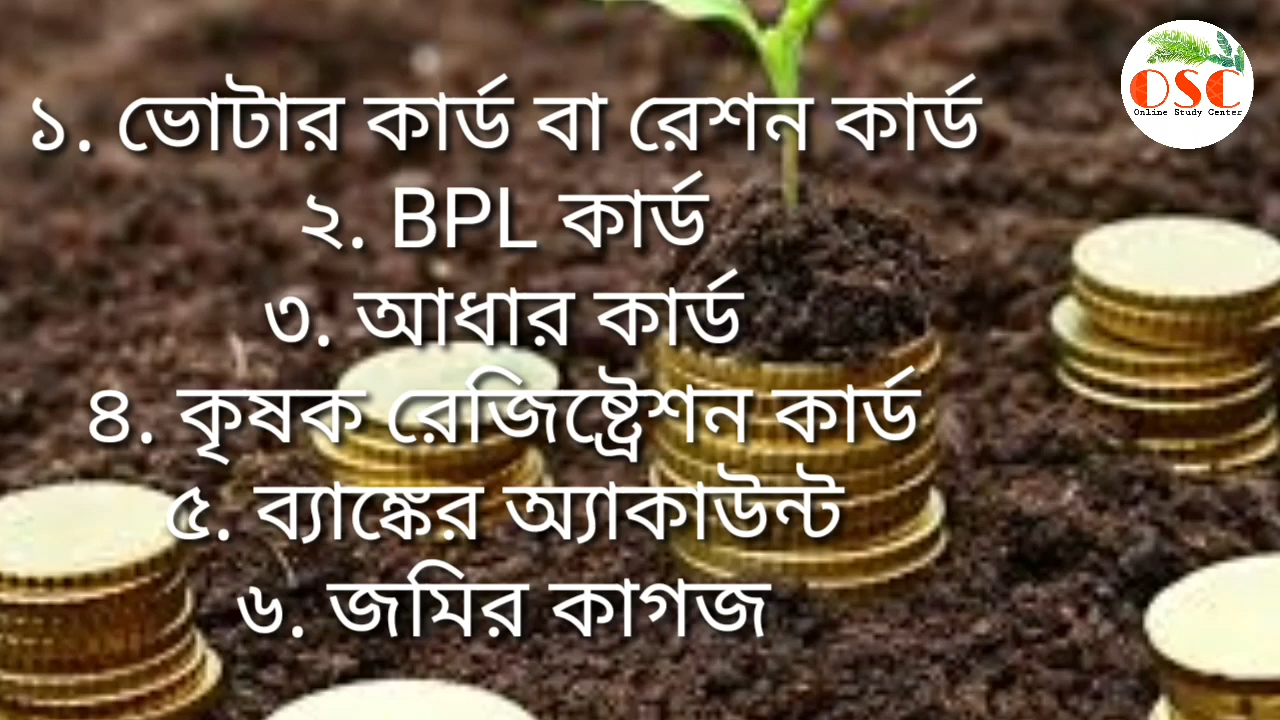 ১. ভোটার কার্ড বা রেশন কার্ড
২. BPL কার্ড
৩. আধার কার্ড
৪. কৃষক রেজিষ্ট্রেশন কার্ড
৫. ব্যাঙ্কের অ্যাকাউন্ট
৬. জমির কাগজ
OSC
Online Study Center